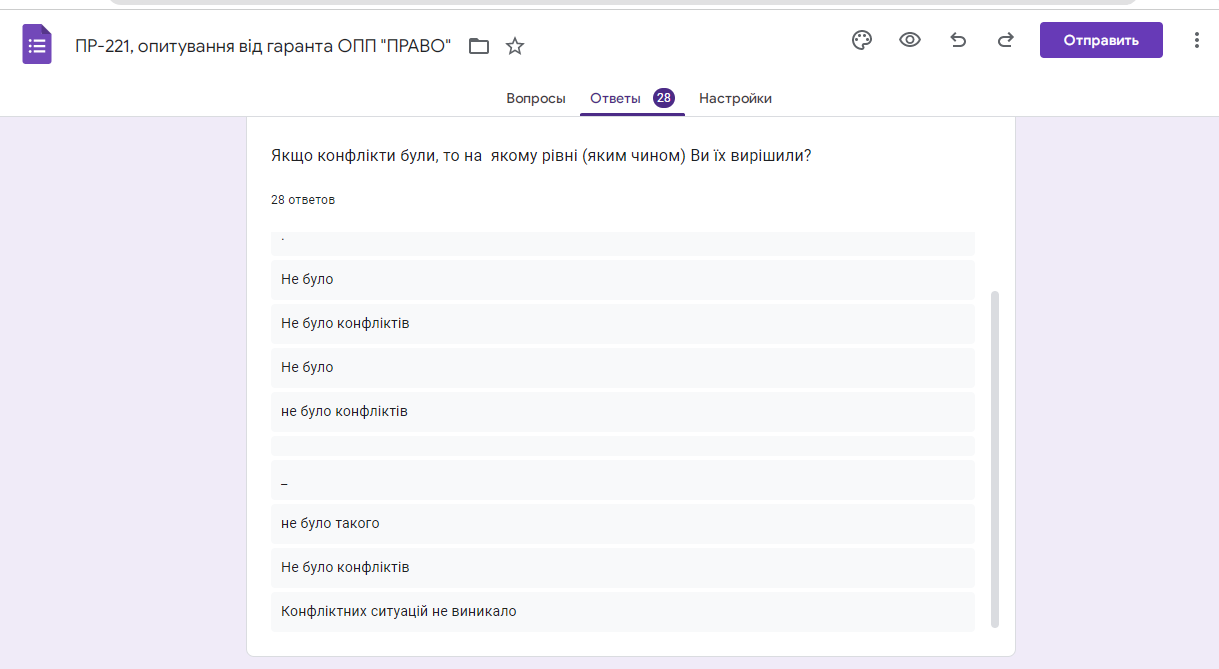 ПР-221, опитування від гаранта ОПП "ПРАВО"
Отправить
Вопросы
Ответы 28
Настройки
Якщо конфлікти були, то на  якому рівні (яким чином) Ви їх вирішили?
28 ответов
.
Не було
Не було конфліктів
Не було
не було конфліктів
_
не було такого
Не було конфліктів
Конфліктних ситуацій не виникало